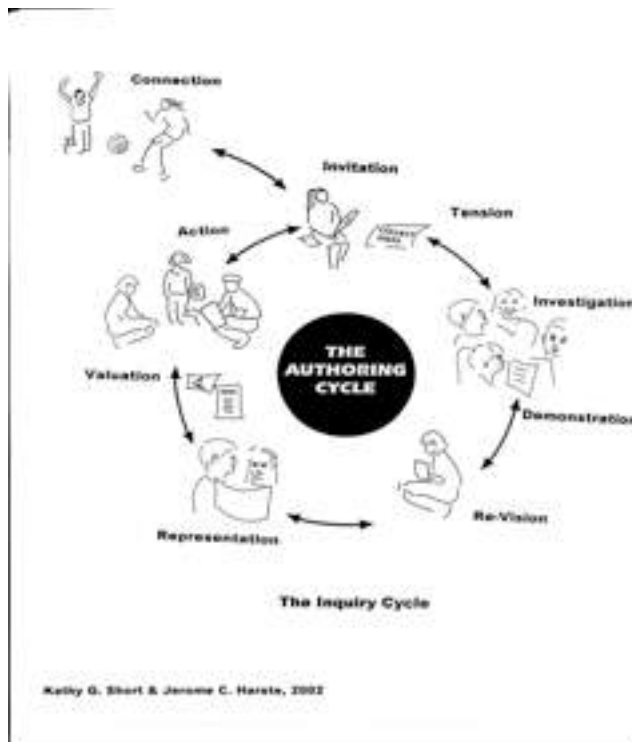 Connection
Invitation
Tension
Action
Investigation
THE
AUTHORING
CYCLE
Valuation
Demonstration
Re-Vision
Representation
The Inquiry Cycle
Kathy G. Short & Jerome C. Harste, 2002